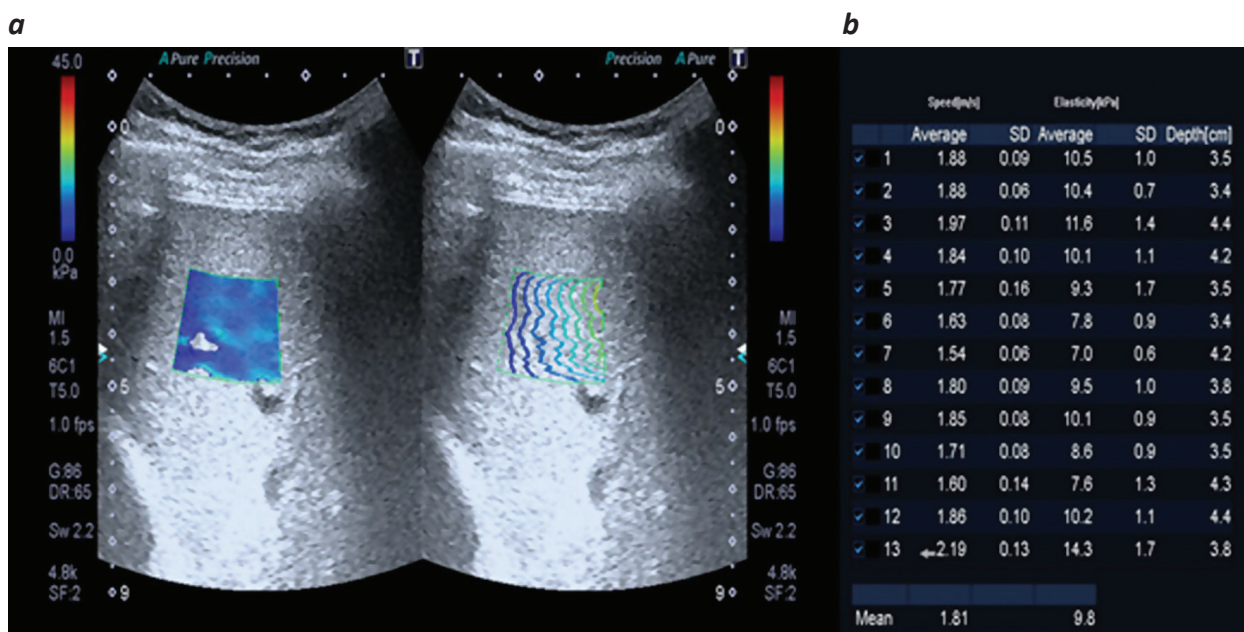 a
b
45.0
A Pure Precision
T
Precision A Pure
T
0
0
0.0
kPa
MI
1.5
6C1
T5.0
1.0 fps
G:86
DR:65
Sw 2.2
4.8k
SF:2
5
9
5
9
MI
1.5
6C1
T5.0
1.0 fps
G:86
DR:65
Sw 2.2
4.8k
SF:2
Speed[m/s] Elasticity[kPa]
Average SD Average SD Depth[cm]
1 1.88 0.09 10.5 1.0 3.5
2 1.88 0.06 10.4 0.7 3.4
3 1.97 0.11 11.6 1.4 4.4
4 1.84 0.10 10.1 1.1 4.2
5 1.77 0.16 9.3 1.7 3.5
6 1.63 0.08 7.8 0.9 3.4
7 1.54 0.06 7.0 0.6 4.2
8 1.80 0.09 9.5 1.0 3.8
9 1.85 0.08 10.1 0.9 3.5
10 1.71 0.08 8.6 0.9 3.5
11 1.60 0.14 7.6 1.3 4.3
12 1.86 0.10 10.2 1.1 4.4
13 2.19 0.13 14.3 1.7 3.8
Mean 1.81 9.8